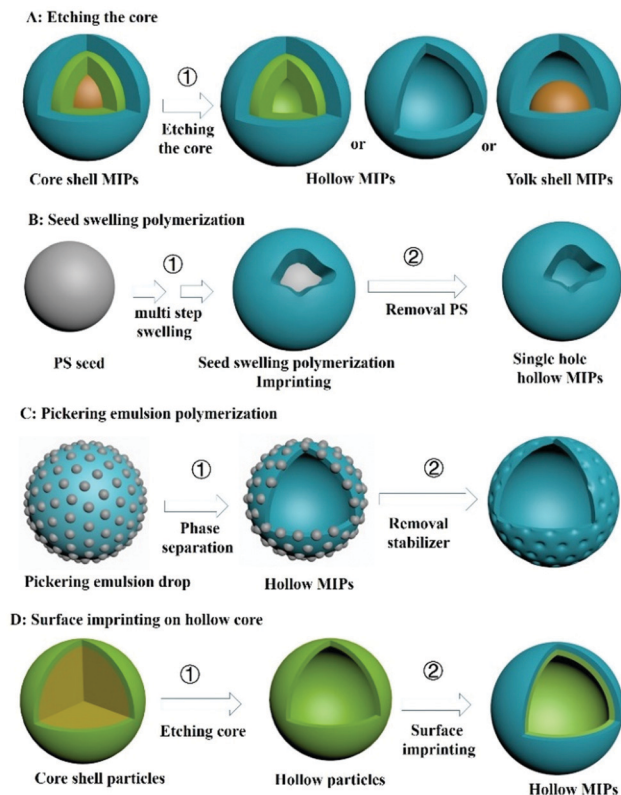 A: Etching the core
①
Etching
the core
or
or
Core shell MIPs
Hollow MIPs
Yolk shell MIPs
B: Seed swelling polymerization
①
②
multi step
swelling
Removal PS
PS seed
Seed swelling polymerization
Imprinting
Single hole
hollow MIPs
C: Pickering emulsion polymerization
①
②
Phase
separation
Removal
stabilizer
Pickering emulsion drop
Hollow MIPs
D: Surface imprinting on hollow core
①
②
Etching core
Surface
imprinting
Core shell particles
Hollow particles
Hollow MIPs